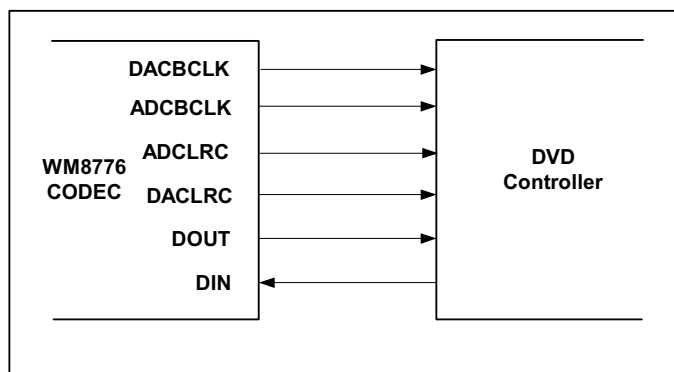 DACBCLK
ADCBCLK
ADCLRC
WM8776
CODEC
DACLRC
DOUT
DIN
DVD
Controller